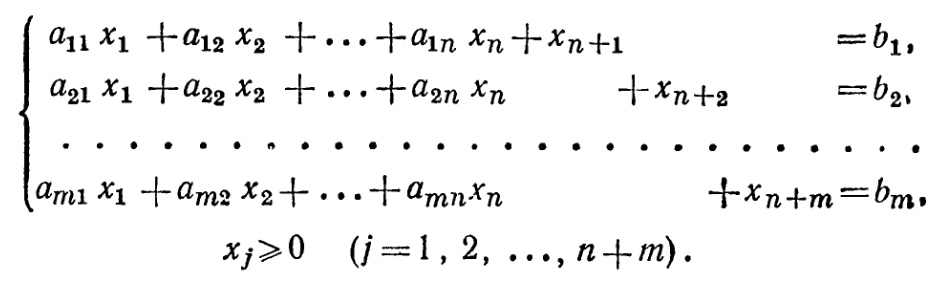 a₁₁ x₁ + a₁₂ x₂ + ... + a₁ₙ xₙ + xₙ₊₁ = b₁,
a₂₁ x₁ + a₂₂ x₂ + ... + a₂ₙ xₙ + xₙ₊₂ = b₂,
. . . . . . . . . . . . . . . . . . . . . . . . . . . . . . . .
aₘ₁ x₁ + aₘ₂ x₂ + ... + aₘₙ xₙ + xₙ₊ₘ = bₘ,
xⱼ ⩾ 0 (j = 1, 2, ..., n + m).